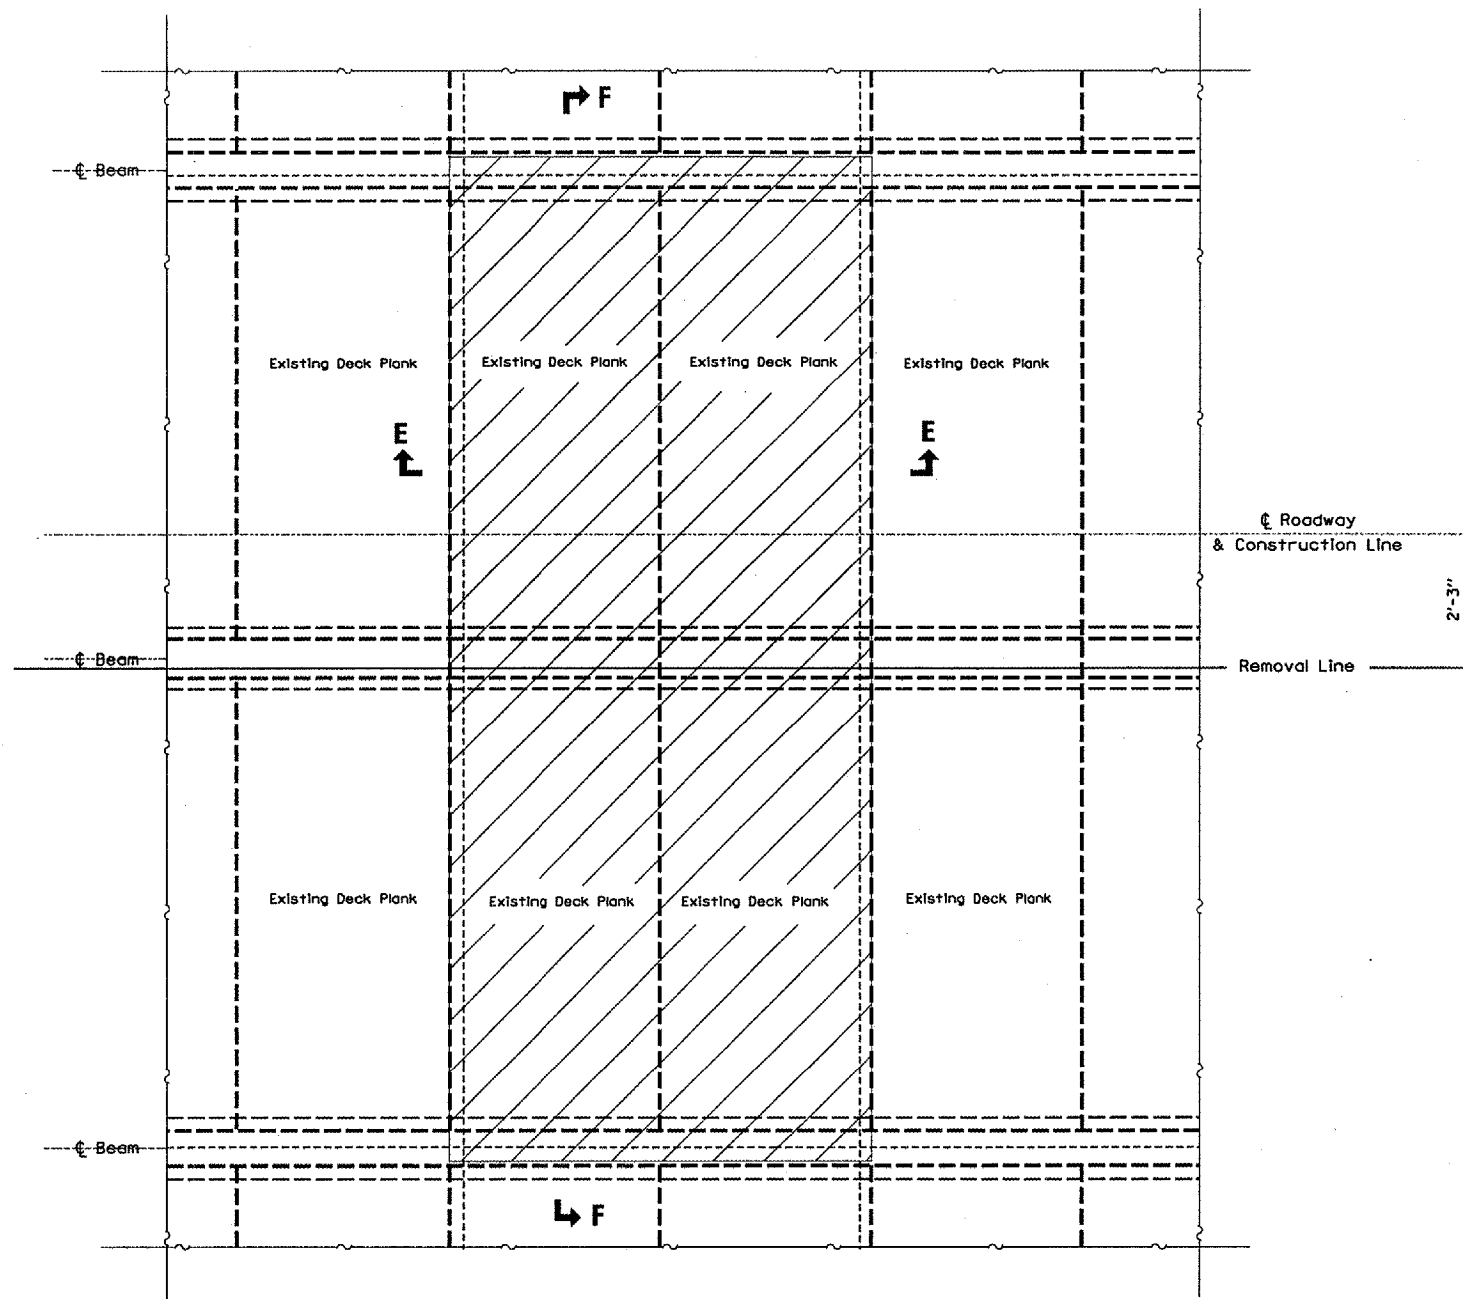 F
℄ Beam
Existing Deck Plank
Existing Deck Plank
Existing Deck Plank
Existing Deck Plank
E
E
℄ Roadway
& Construction Line
2'-3"
℄ Beam
Removal Line
Existing Deck Plank
Existing Deck Plank
Existing Deck Plank
Existing Deck Plank
℄ Beam
F